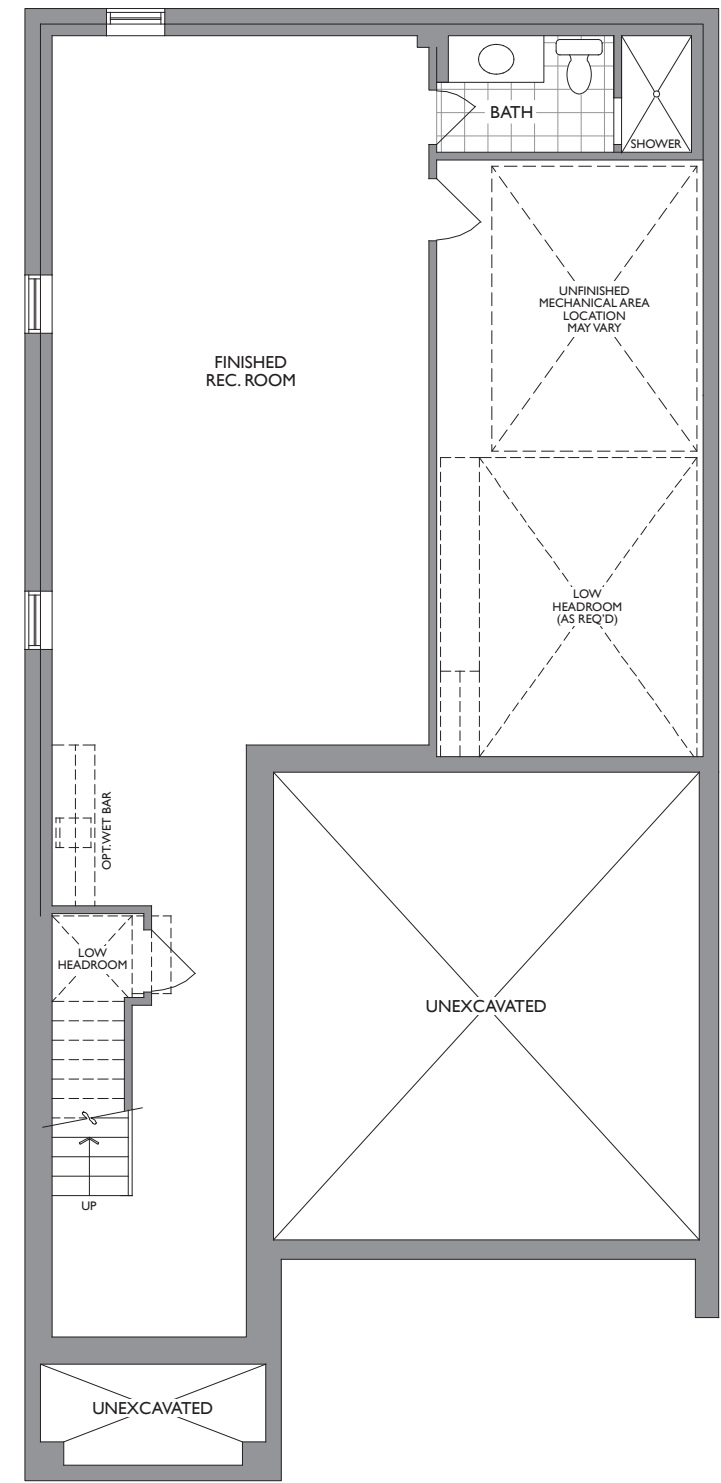 BATH
SHOWER
UNFINISHED
MECHANICAL AREA
LOCATION
MAY VARY
FINISHED
REC. ROOM
LOW
HEADROOM
(AS REQ'D)
OPT. WET BAR
LOW
HEADROOM
UNEXCAVATED
UP
UNEXCAVATED